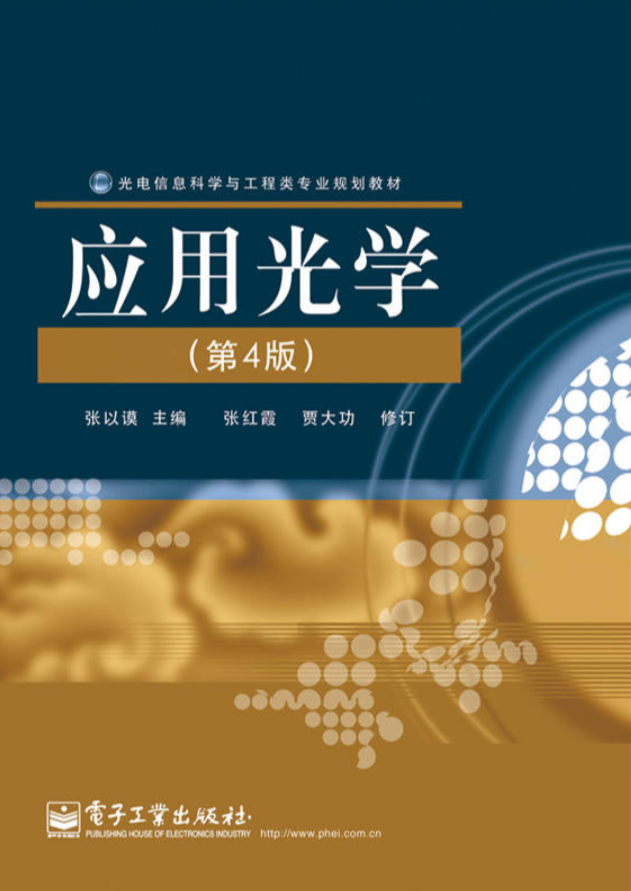 光电信息科学与工程类专业规划教材
应用光学
（第4版）
张以谟 主编 张红霞 贾大功 修订
電子工業出版社·
PUBLISHING HOUSE OF ELECTRONICS INDUSTRY http://www.phei.com.cn